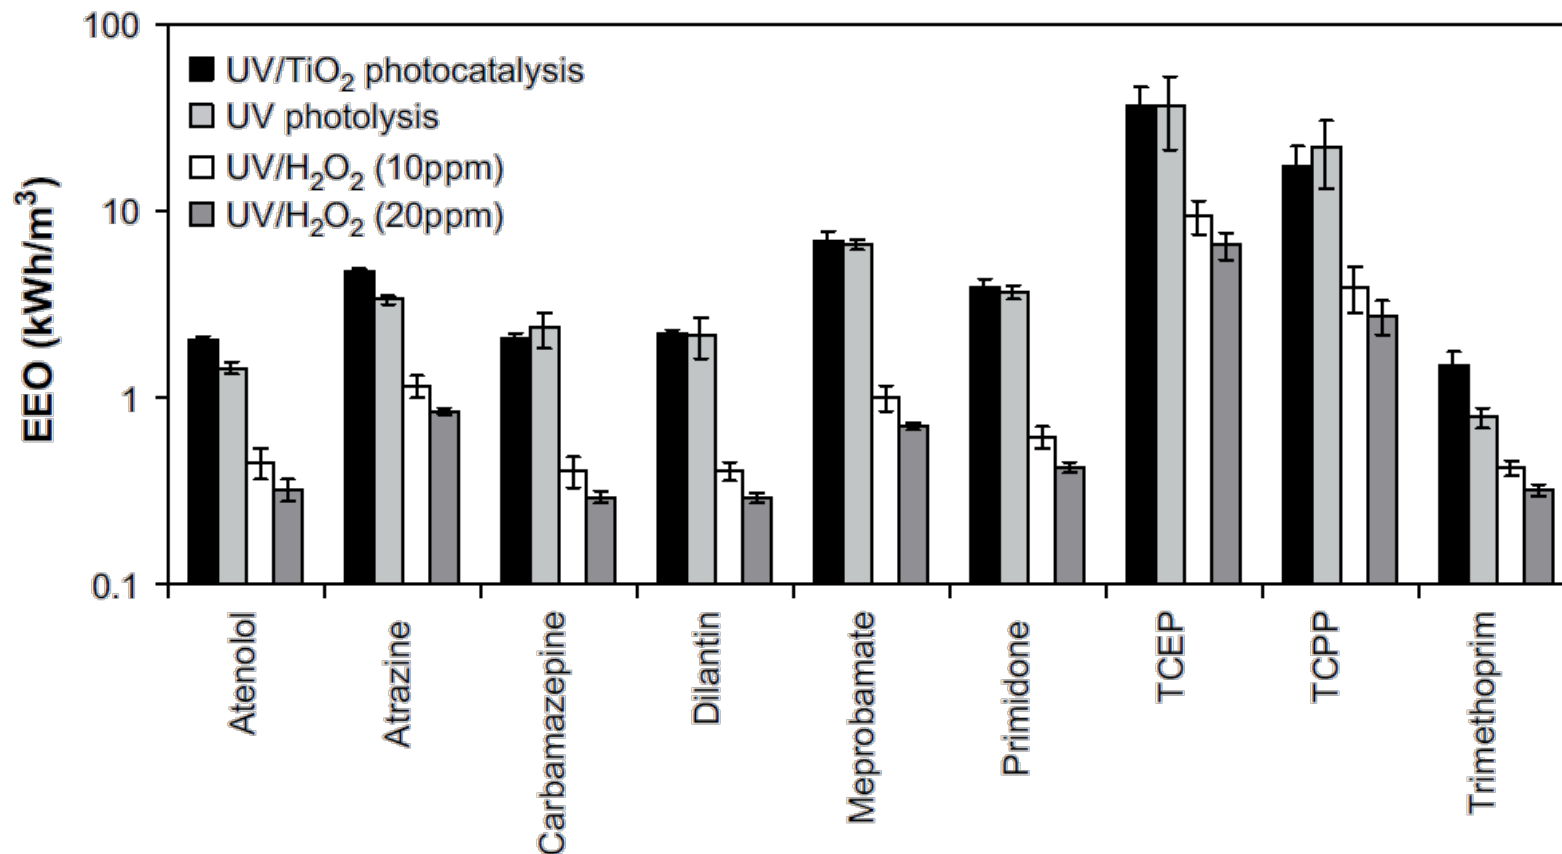 100
10
1
0.1
EEO (kWh/m³)
UV/TiO₂ photocatalysis
UV photolysis
UV/H₂O₂ (10ppm)
UV/H₂O₂ (20ppm)
Atenolol
Atrazine
Carbamazepine
Dilantin
Meprobamate
Primidone
TCEP
TCPP
Trimethoprim